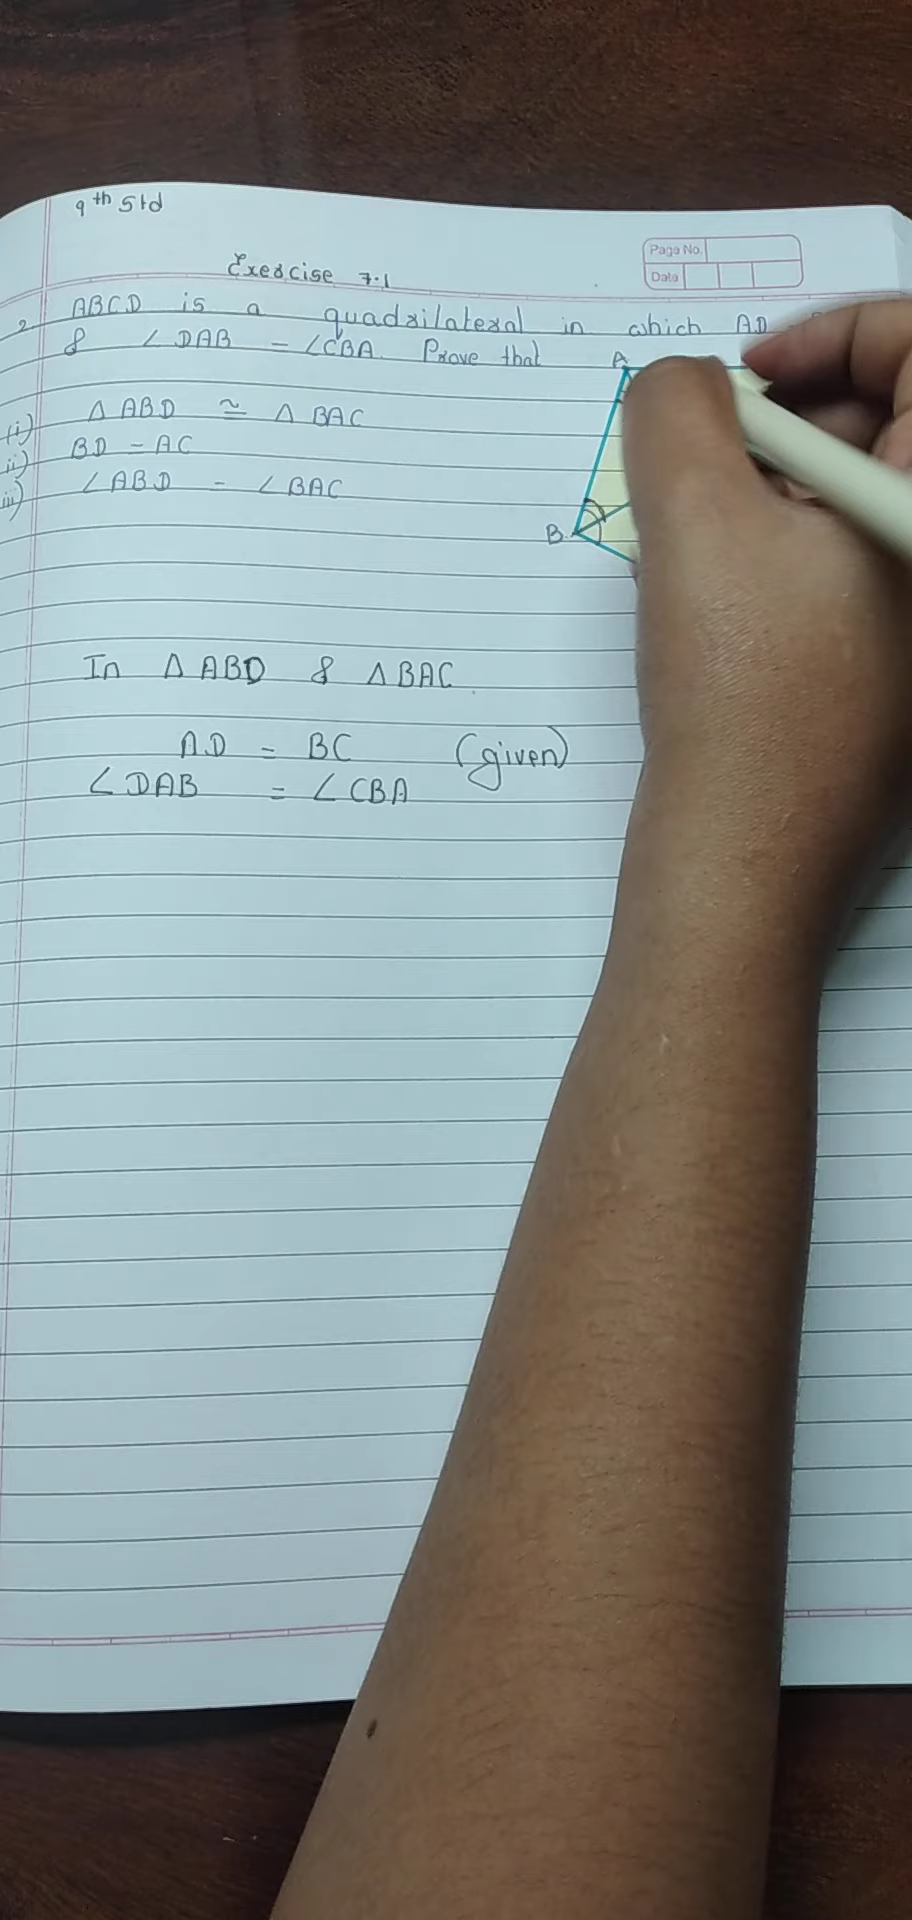 9th Std
Exercise 7.1
Page No.
Date
2. ABCD is a quadrilateral in which AD =
& ∠DAB = ∠CBA. Prove that
A
(i) △ ABD ≅ △ BAC
ii) BD = AC
iii) ∠ABD = ∠BAC
B
In △ABD & △BAC
AD = BC (given)
∠DAB = ∠CBA